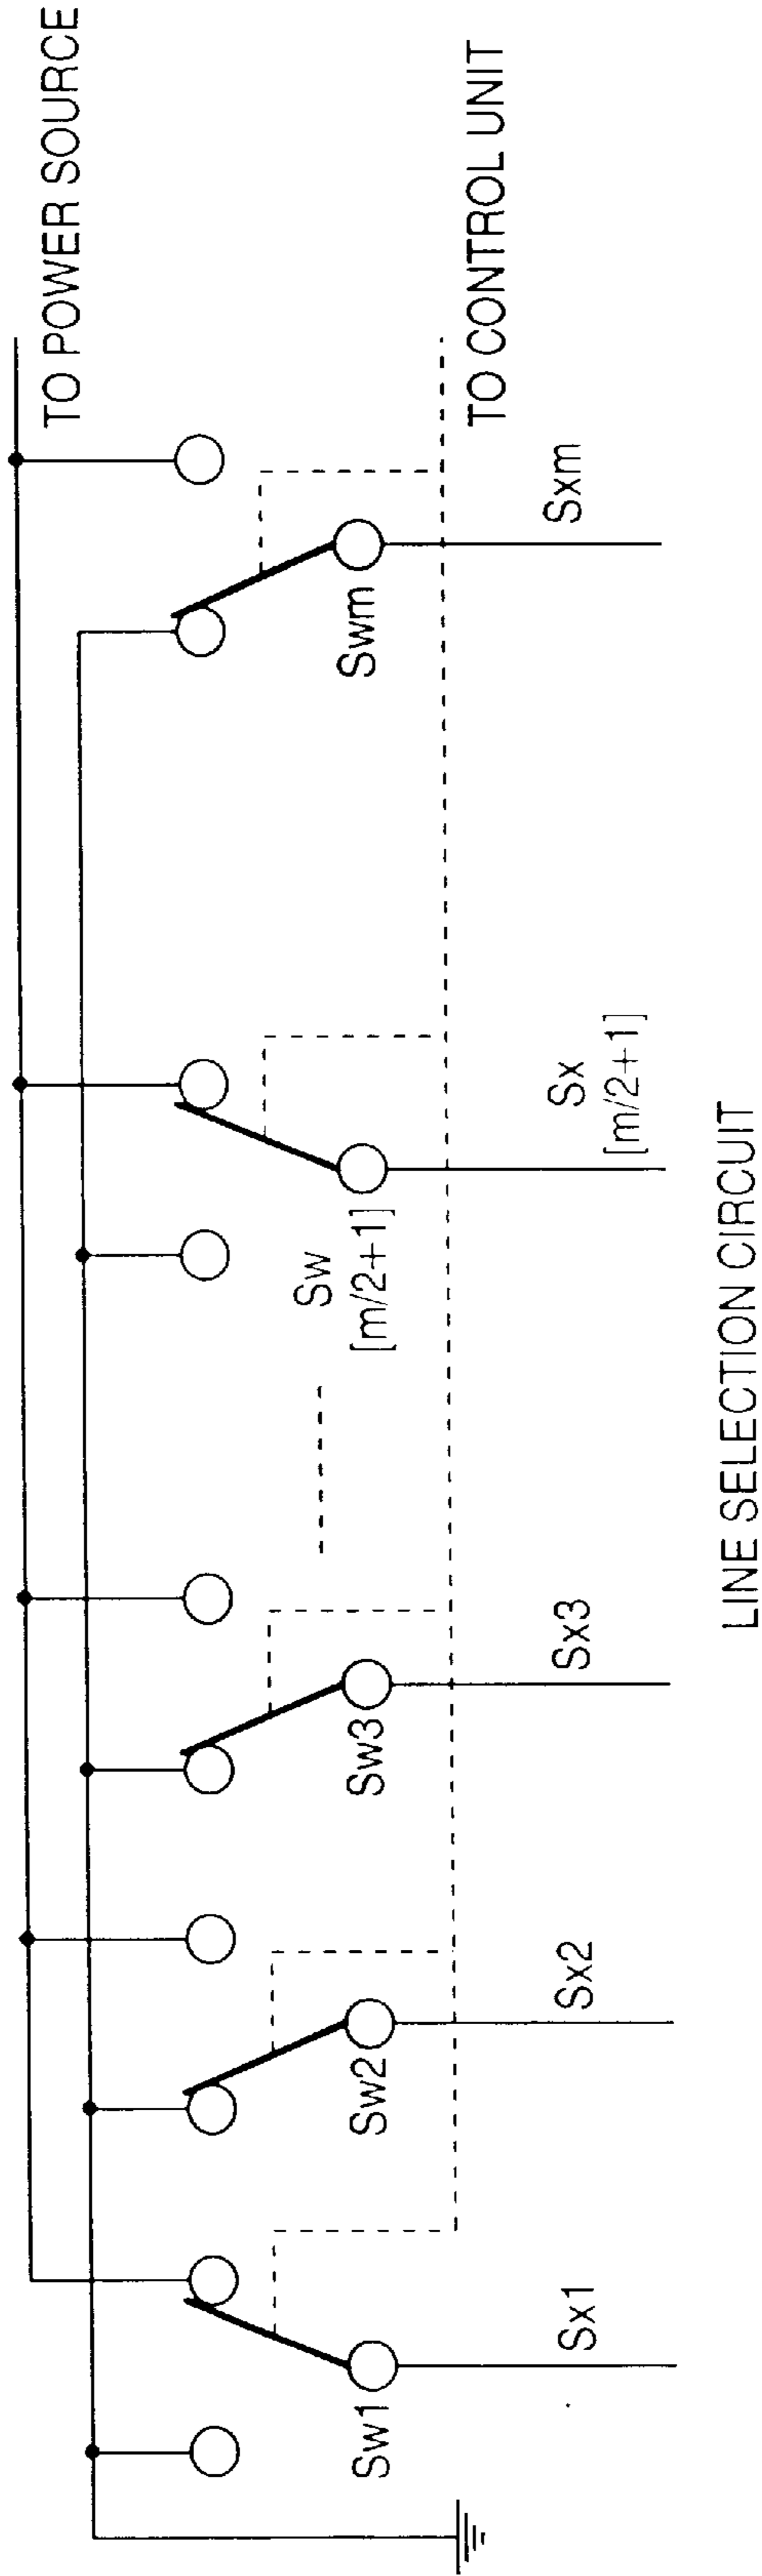 TO POWER SOURCE
TO CONTROL UNIT
Sw1
Sw2
Sw3
Sw
[m/2+1]
Swm
Sx1
Sx2
Sx3
Sx
[m/2+1]
Sxm
LINE SELECTION CIRCUIT